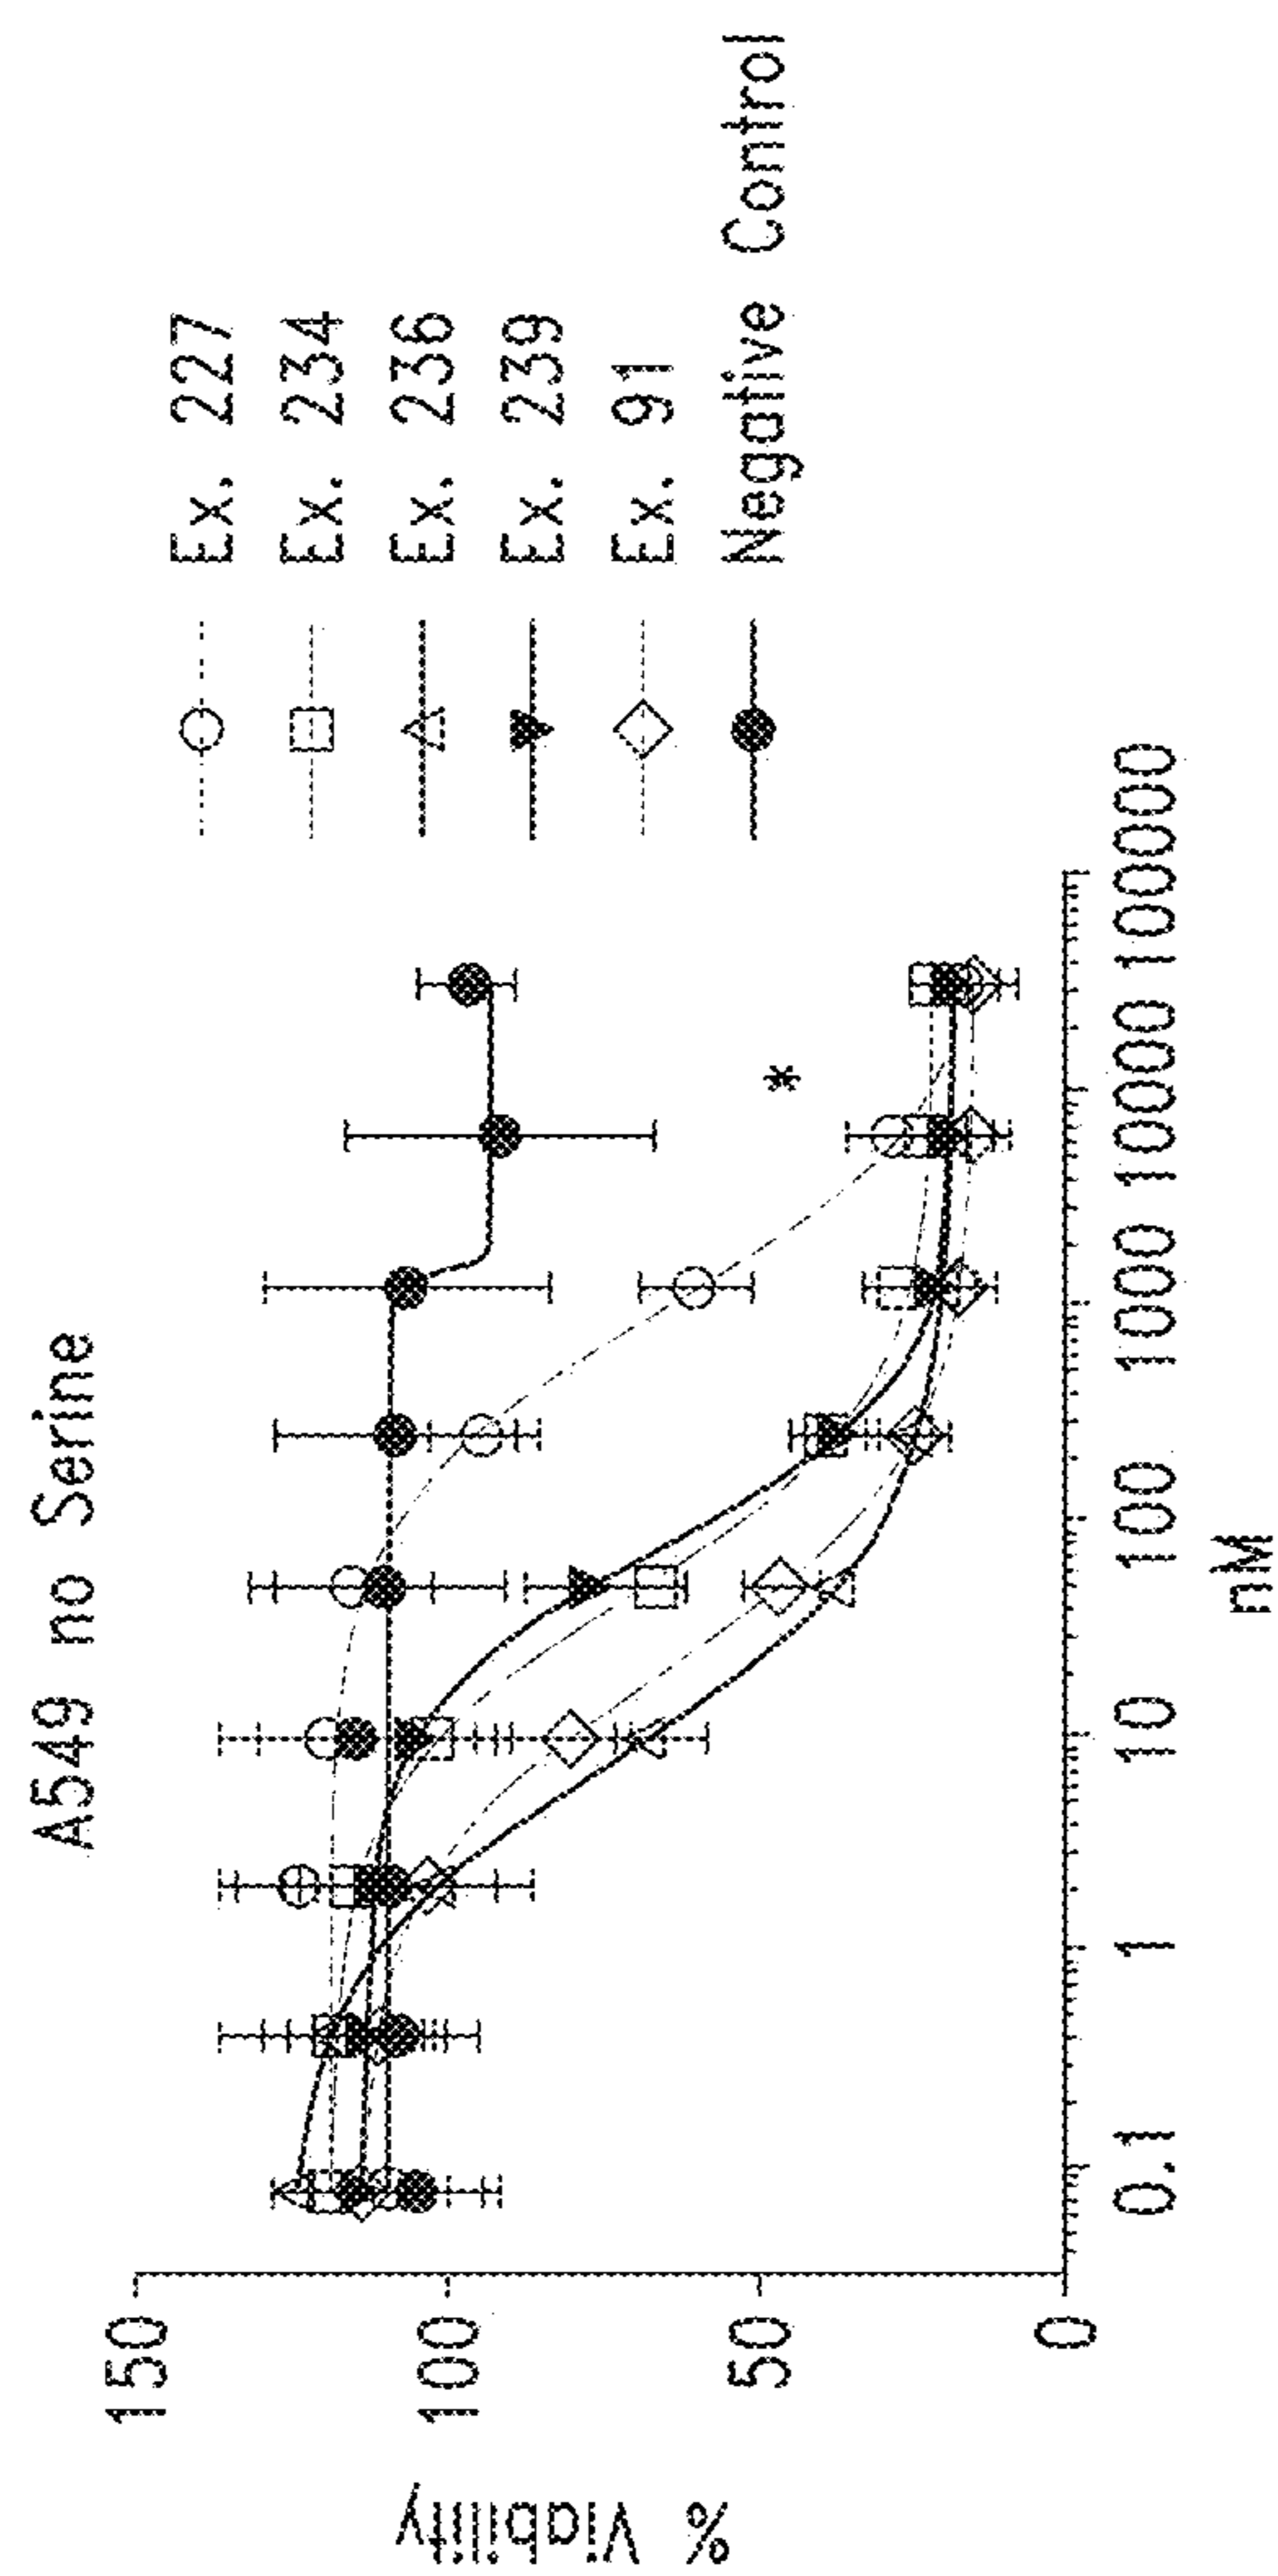 A549 no Serine
% Viability
150
100
50
0
0.1 1 10 100 1000 10000 100000
nM
*
Ex. 227
Ex. 234
Ex. 236
Ex. 239
Ex. 91
Negative Control